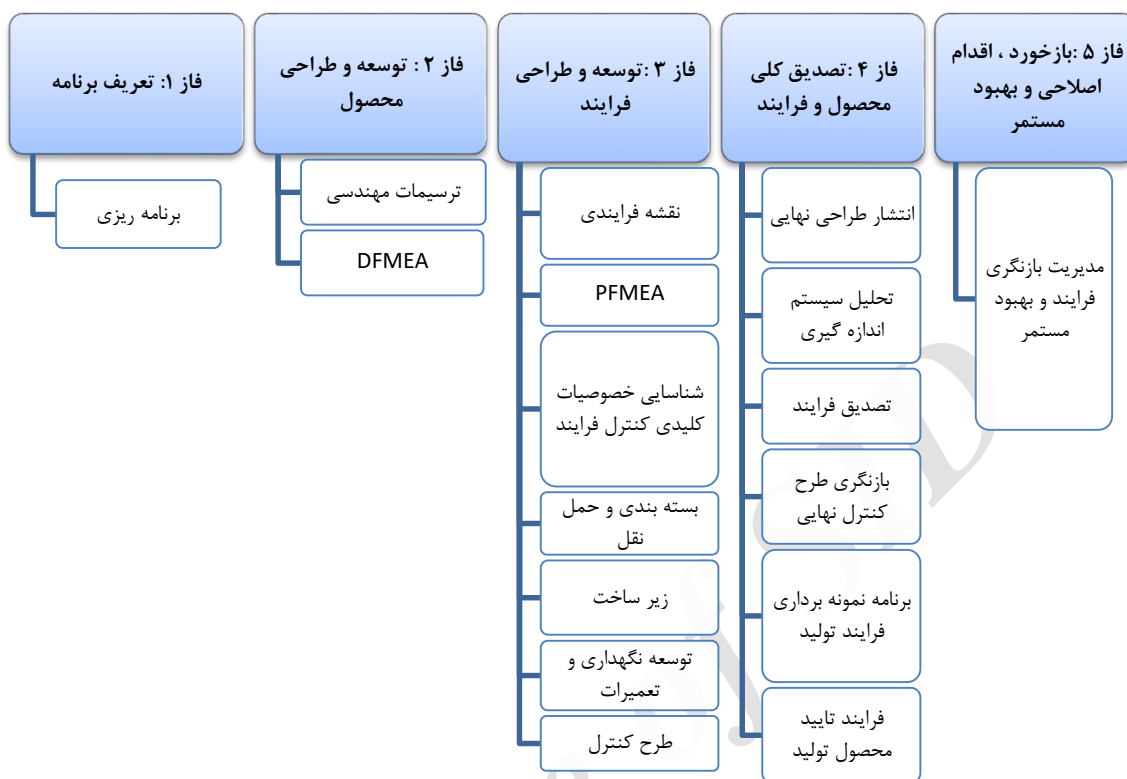 فاز ۱: تعریف برنامه
برنامه ریزی
فاز ۲ : توسعه و طراحی
محصول
ترسیمات مهندسی
DFMEA
فاز ۳ :توسعه و طراحی
فرایند
نقشه فرایندی
PFMEA
شناسایی خصوصیات
کلیدی کنترل فرایند
بسته بندی و حمل
نقل
زیر ساخت
توسعه نگهداری و
تعمیرات
طرح کنترل
فاز ۴ :تصدیق کلی
محصول و فرایند
انتشار طراحی نهایی
تحلیل سیستم
اندازه گیری
تصدیق فرایند
بازنگری طرح
کنترل نهایی
برنامه نمونه برداری
فرایند تولید
فرایند تایید
محصول تولید
فاز ۵ :بازخورد ، اقدام
اصلاحی و بهبود
مستمر
مدیریت بازنگری
فرایند و بهبود
مستمر